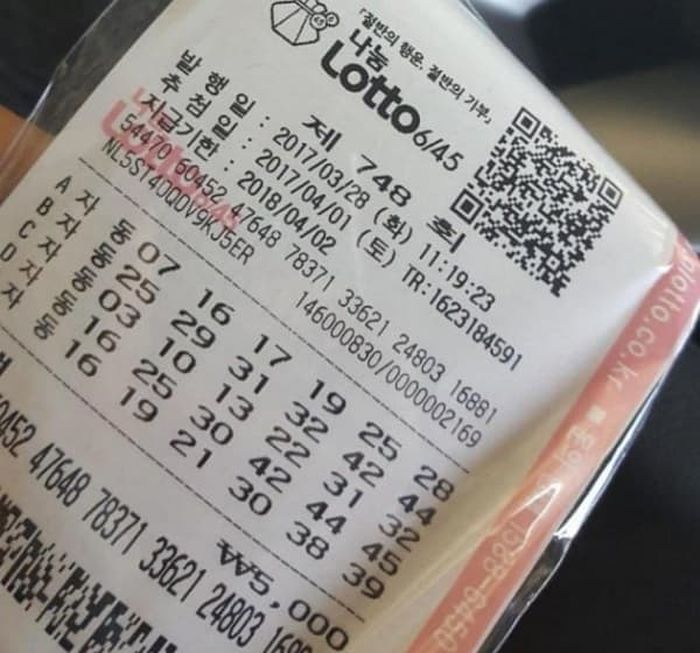 「절반의 행운, 절반의 기부」
나눔
Lotto6/45
제 748 회
발 행 일 : 2017/03/28 (화) 11:19:23
추 첨 일 : 2017/04/01 (토) TR:1623184591
지급기한 : 2018/04/02
54470 60452 47648 78371 33621 24803 16881
NL5ST40QDV9KJ5ER 146000830/0000002169
A 자 동 07 16 17 19 25 28
B 자 동 25 29 31 32 42 44
C 자 동 03 10 13 22 31 32
D 자 동 16 25 30 42 44 45
자 동 16 19 21 30 38 39
₩5,000
0452 47648 78371 33621 24803
lotto.co.kr ■